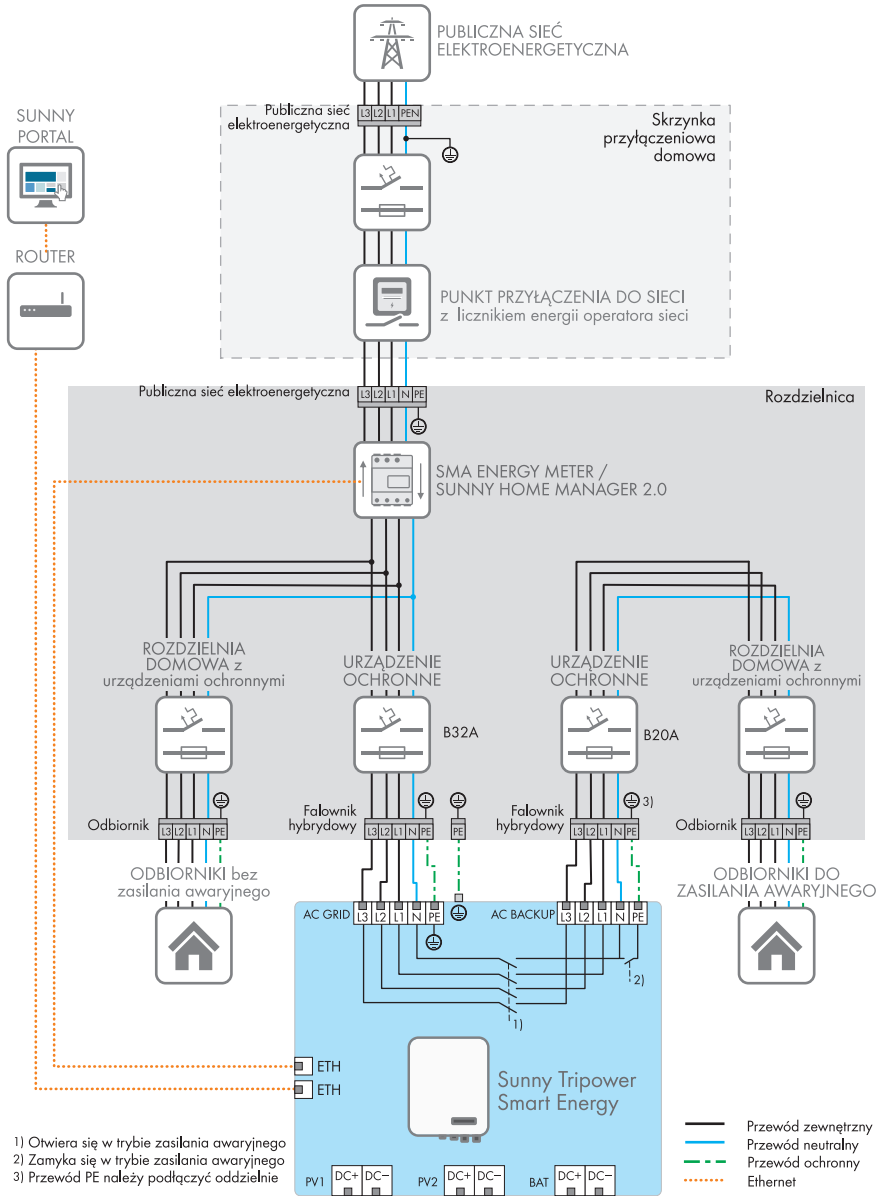 PUBLICZNA SIEĆ
ELEKTROENERGETYCZNA
Publiczna sieć
elektroenergetyczna
L3 L2 L1 PEN
Skrzynka
przyłączeniowa
domowa
SUNNY
PORTAL
ROUTER
PUNKT PRZYŁĄCZENIA DO SIECI
z licznikiem energii operatora sieci
Publiczna sieć elektroenergetyczna
L3 L2 L1 N PE
Rozdzielnica
SMA ENERGY METER /
SUNNY HOME MANAGER 2.0
ROZDZIELNIA
DOMOWA z
urządzeniami ochronnymi
URZĄDZENIE
OCHRONNE
URZĄDZENIE
OCHRONNE
ROZDZIELNIA
DOMOWA z
urządzeniami ochronnymi
B32A
B20A
Odbiornik
L3 L2 L1 N PE
Falownik
hybrydowy
L3 L2 L1 N PE
PE
Falownik
hybrydowy
L3 L2 L1 N PE
3)
Odbiornik
L3 L2 L1 N PE
ODBIORNIKI bez
zasilania awaryjnego
ODBIORNIKI DO
ZASILANIA AWARYJNEGO
AC GRID
L3 L2 L1 N PE
AC BACKUP
L3 L2 L1 N PE
2)
1)
ETH
ETH
Sunny Tripower
Smart Energy
1) Otwiera się w trybie zasilania awaryjnego
2) Zamyka się w trybie zasilania awaryjnego
3) Przewód PE należy podłączyć oddzielnie
PV1 DC+ DC−
PV2 DC+ DC−
BAT DC+ DC−
Przewód zewnętrzny
Przewód neutralny
Przewód ochronny
Ethernet